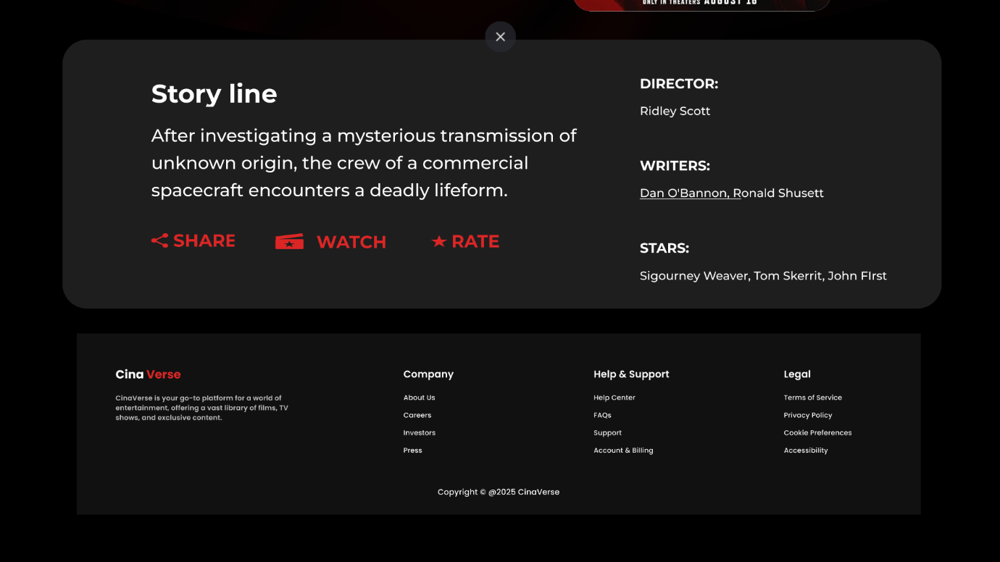 ONLY IN THEATERS AUGUST 16
Story line
After investigating a mysterious transmission of
unknown origin, the crew of a commercial
spacecraft encounters a deadly lifeform.
SHARE
WATCH
RATE
DIRECTOR:
Ridley Scott
WRITERS:
Dan O'Bannon, Ronald Shusett
STARS:
Sigourney Weaver, Tom Skerrit, John FIrst
Cina Verse
CinaVerse is your go-to platform for a world of
entertainment, offering a vast library of films, TV
shows, and exclusive content.
Company
About Us
Careers
Investors
Press
Help & Support
Help Center
FAQs
Support
Account & Billing
Legal
Terms of Service
Privacy Policy
Cookie Preferences
Accessibility
Copyright © @2025 CinaVerse